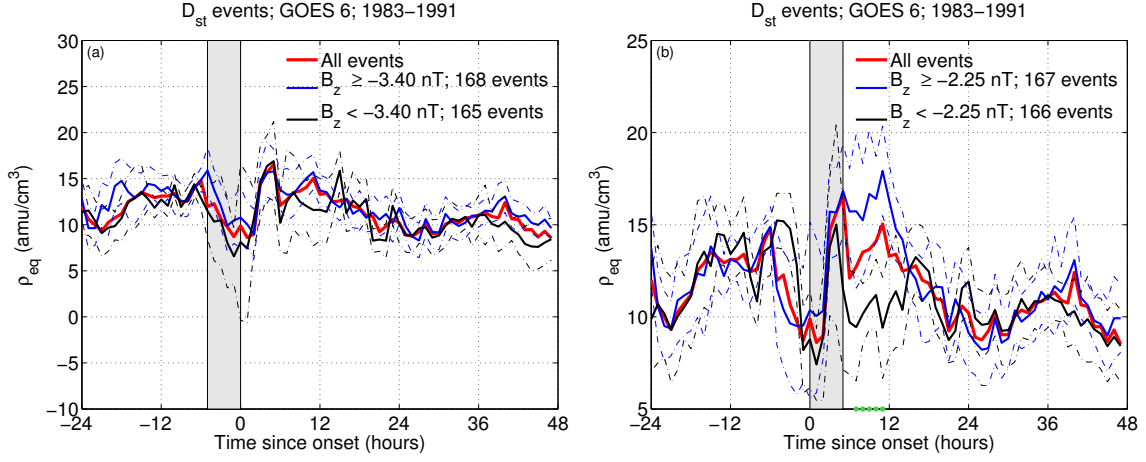 D_st events; GOES 6; 1983−1991
(a)
All events
B_z ≥ −3.40 nT; 168 events
B_z < −3.40 nT; 165 events
30
25
20
15
10
5
0
−5
−10
ρ_eq (amu/cm^3)
−24 −12 0 12 24 36 48
Time since onset (hours)
D_st events; GOES 6; 1983−1991
(b)
All events
B_z ≥ −2.25 nT; 167 events
B_z < −2.25 nT; 166 events
25
20
15
10
5
ρ_eq (amu/cm^3)
−24 −12 0 12 24 36 48
Time since onset (hours)